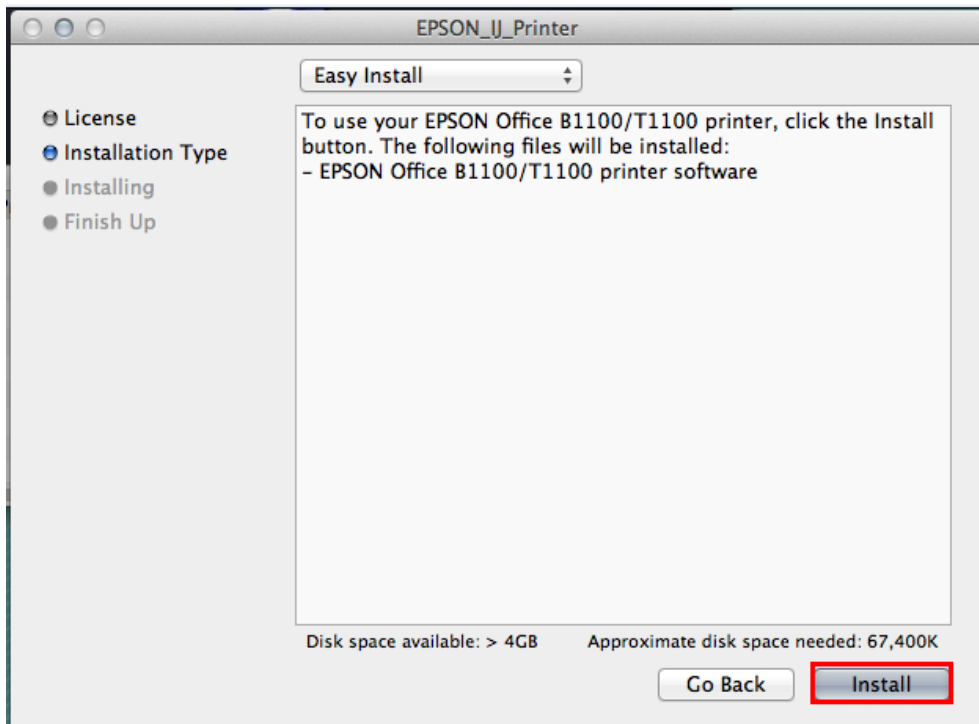 EPSON_IJ_Printer
Easy Install
License
Installation Type
Installing
Finish Up
To use your EPSON Office B1100/T1100 printer, click the Install
button. The following files will be installed:
– EPSON Office B1100/T1100 printer software
Disk space available: > 4GB Approximate disk space needed: 67,400K
Go Back Install